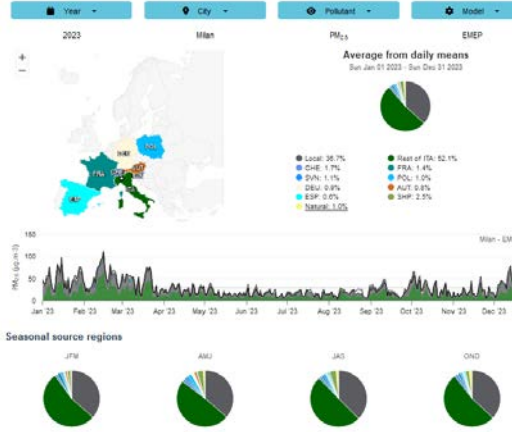 Year
City
Pollutant
Model
2023
Milan
PM2.5
EMEP
+
−
Average from daily means
Sun Jan 01 2023 - Sun Dec 31 2023
FRA
POL
Local: 36.7%
Rest of ITA: 52.1%
CHE: 1.7%
FRA: 1.4%
SVN: 1.1%
POL: 1.0%
DEU: 0.9%
AUT: 0.8%
ESP: 0.6%
SHP: 2.5%
Natural: 1.0%
Milan - EM
150
100
50
0
PM2.5 (µg m-3)
Jan '23
Feb '23
Mar '23
Apr '23
May '23
Jun '23
Jul '23
Aug '23
Sep '23
Oct '23
Nov '23
Dec '23
Seasonal source regions
JFM
AMJ
JAS
OND